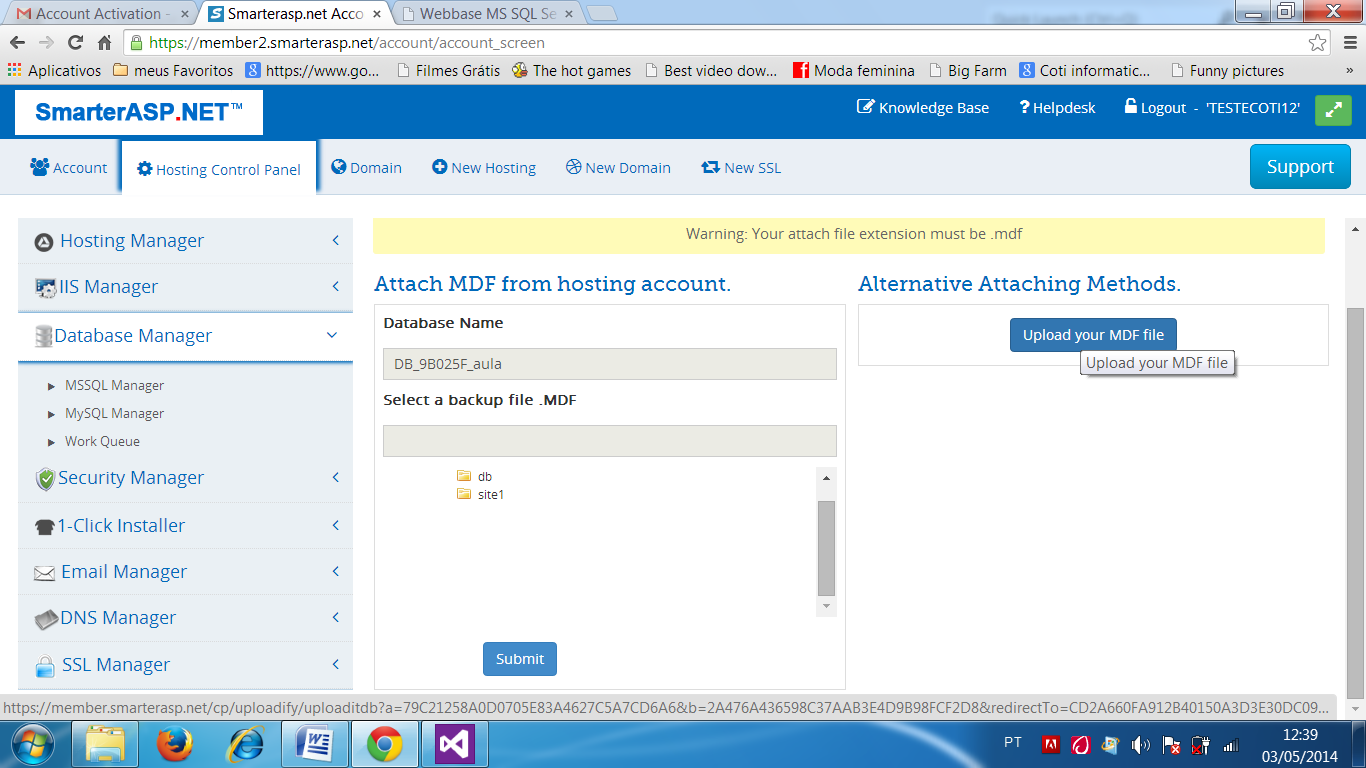 Account Activation -
Smarterasp.net Acco
Webbase MS SQL Se
https://member2.smarterasp.net/account/account_screen
Aplicativos
meus Favoritos
https://www.go...
Filmes Grátis
The hot games
Best video dow...
Moda feminina
Big Farm
Coti informatic...
Funny pictures
»
SmarterASP.NET™
Knowledge Base
Helpdesk
Logout - 'TESTECOTI12'
Account
Hosting Control Panel
Domain
New Hosting
New Domain
New SSL
Support
Hosting Manager
IIS Manager
Database Manager
MSSQL Manager
MySQL Manager
Work Queue
Security Manager
1-Click Installer
Email Manager
DNS Manager
SSL Manager
Warning: Your attach file extension must be .mdf
Attach MDF from hosting account.
Database Name
DB_9B025F_aula
Select a backup file .MDF
db
site1
Submit
Alternative Attaching Methods.
Upload your MDF file
Upload your MDF file
https://member.smarterasp.net/cp/uploadify/uploaditdb?a=79C21258A0D0705E83A4627C5A7CD6A6&b=2A476A436598C37AAB3E4D9B98FCF2D8&redirectTo=CD2A660FA912B40150A3D3E30DC09...
PT
12:39
03/05/2014